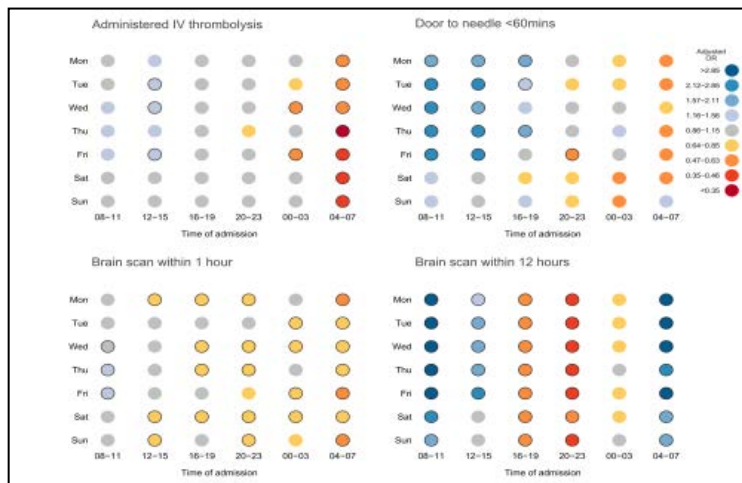 Administered IV thrombolysis
Mon
Tue
Wed
Thu
Fri
Sat
Sun
08−11 12−15 16−19 20−23 00−03 04−07
Time of admission
Door to needle <60mins
Mon
Tue
Wed
Thu
Fri
Sat
Sun
08−11 12−15 16−19 20−23 00−03 04−07
Time of admission
Adjusted
OR
>2.85
2.12−2.85
1.57−2.11
1.16−1.56
0.86−1.15
0.64−0.85
0.47−0.63
0.35−0.46
<0.35
Brain scan within 1 hour
Mon
Tue
Wed
Thu
Fri
Sat
Sun
08−11 12−15 16−19 20−23 00−03 04−07
Time of admission
Brain scan within 12 hours
Mon
Tue
Wed
Thu
Fri
Sat
Sun
08−11 12−15 16−19 20−23 00−03 04−07
Time of admission